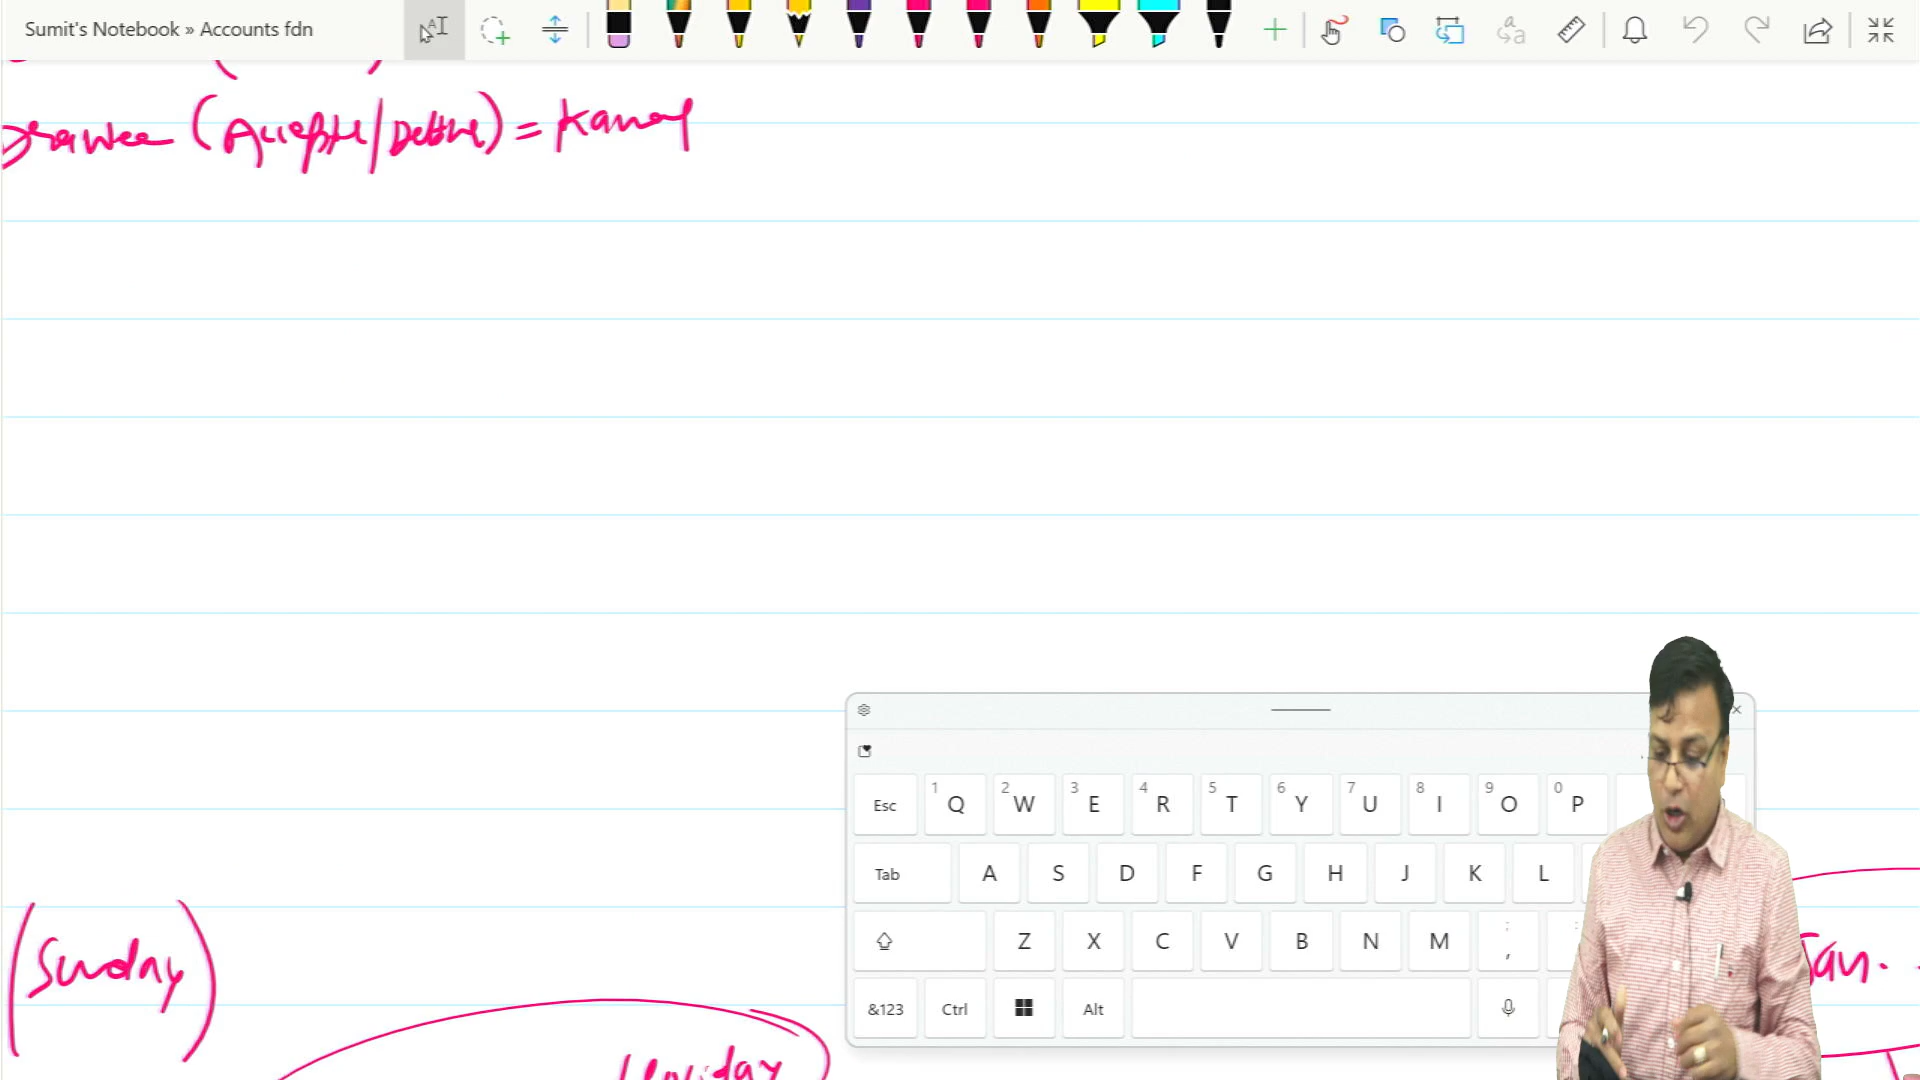 Sumit's Notebook » Accounts fdn
Drawee (Acceptor/Debtor) = Kamal
Esc 1 Q 2 W 3 E 4 R 5 T 6 Y 7 U 8 I 9 O 0 P
Tab A S D F G H J K L
Z X C V B N M ; ,
&123 Ctrl Alt
(Sunday)
Jan.